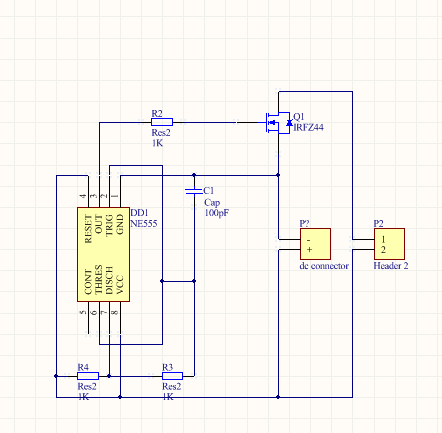 R2
Res2
1K
Q1
IRFZ44
C1
Cap
100pF
4
3
2
1
RESET
OUT
TRIG
GND
DD1
NE555
CONT
THRES
DISCH
VCC
5
6
7
8
P?
-
+
dc connector
P2
1
2
Header 2
R4
Res2
1K
R3
Res2
1K